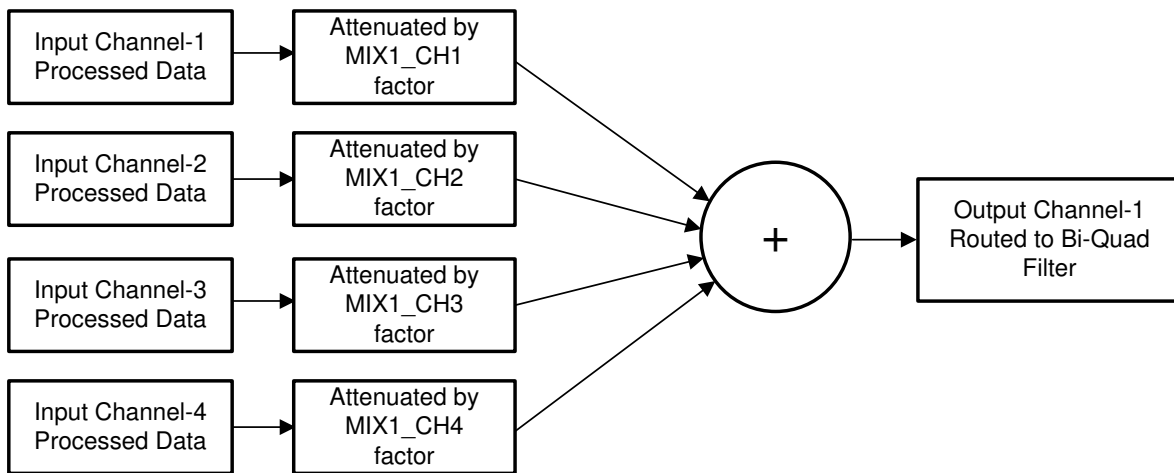 Input Channel-1
Processed Data
Attenuated by
MIX1_CH1
factor
Input Channel-2
Processed Data
Attenuated by
MIX1_CH2
factor
Input Channel-3
Processed Data
Attenuated by
MIX1_CH3
factor
Input Channel-4
Processed Data
Attenuated by
MIX1_CH4
factor
+
Output Channel-1
Routed to Bi-Quad
Filter